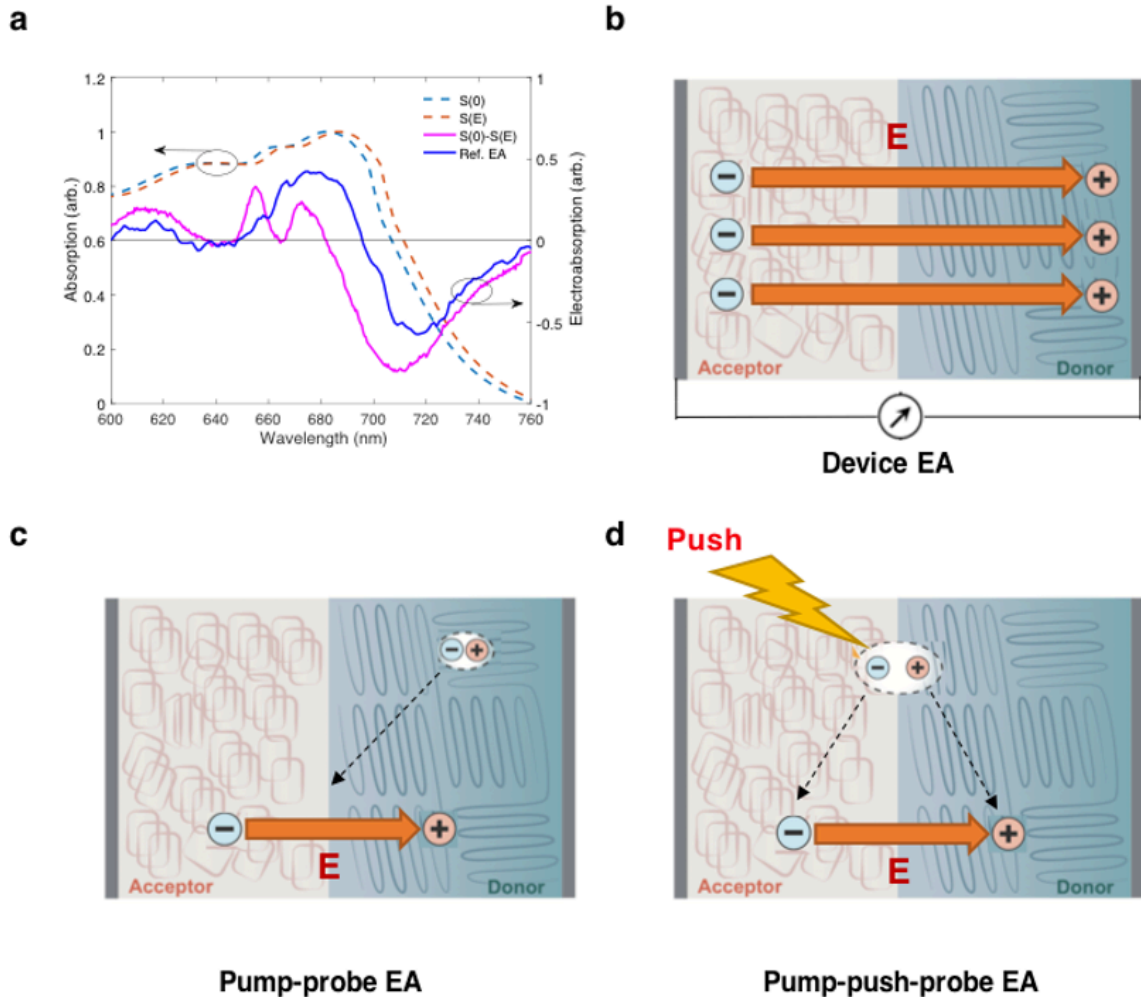 a
1.2
1
0.8
0.6
0.4
0.2
0
Absorption (arb.)
1
0.5
0
-0.5
-1
Electroabsorption (arb.)
S(0)
S(E)
S(0)-S(E)
Ref. EA
600 620 640 660 680 700 720 740 760
Wavelength (nm)
b
E
Acceptor
Donor
Device EA
c
E
Acceptor
Donor
Pump-probe EA
d
Push
E
Acceptor
Donor
Pump-push-probe EA